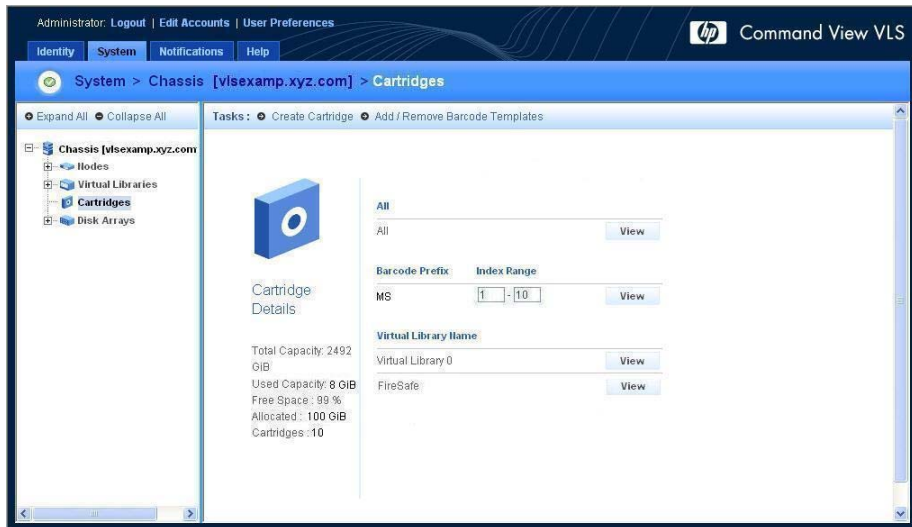 Administrator: Logout | Edit Accounts | User Preferences
hp Command View VLS
Identity System Notifications Help
System > Chassis [vlsexamp.xyz.com] > Cartridges
Expand All Collapse All
Tasks : Create Cartridge Add / Remove Barcode Templates
Chassis [vlsexamp.xyz.com
Nodes
Virtual Libraries
Cartridges
Disk Arrays
Cartridge
Details
Total Capacity: 2492
GiB
Used Capacity: 8 GiB
Free Space : 99 %
Allocated : 100 GiB
Cartridges :10
All
All View
Barcode Prefix Index Range
MS 1 - 10 View
Virtual Library Name
Virtual Library 0 View
FireSafe View